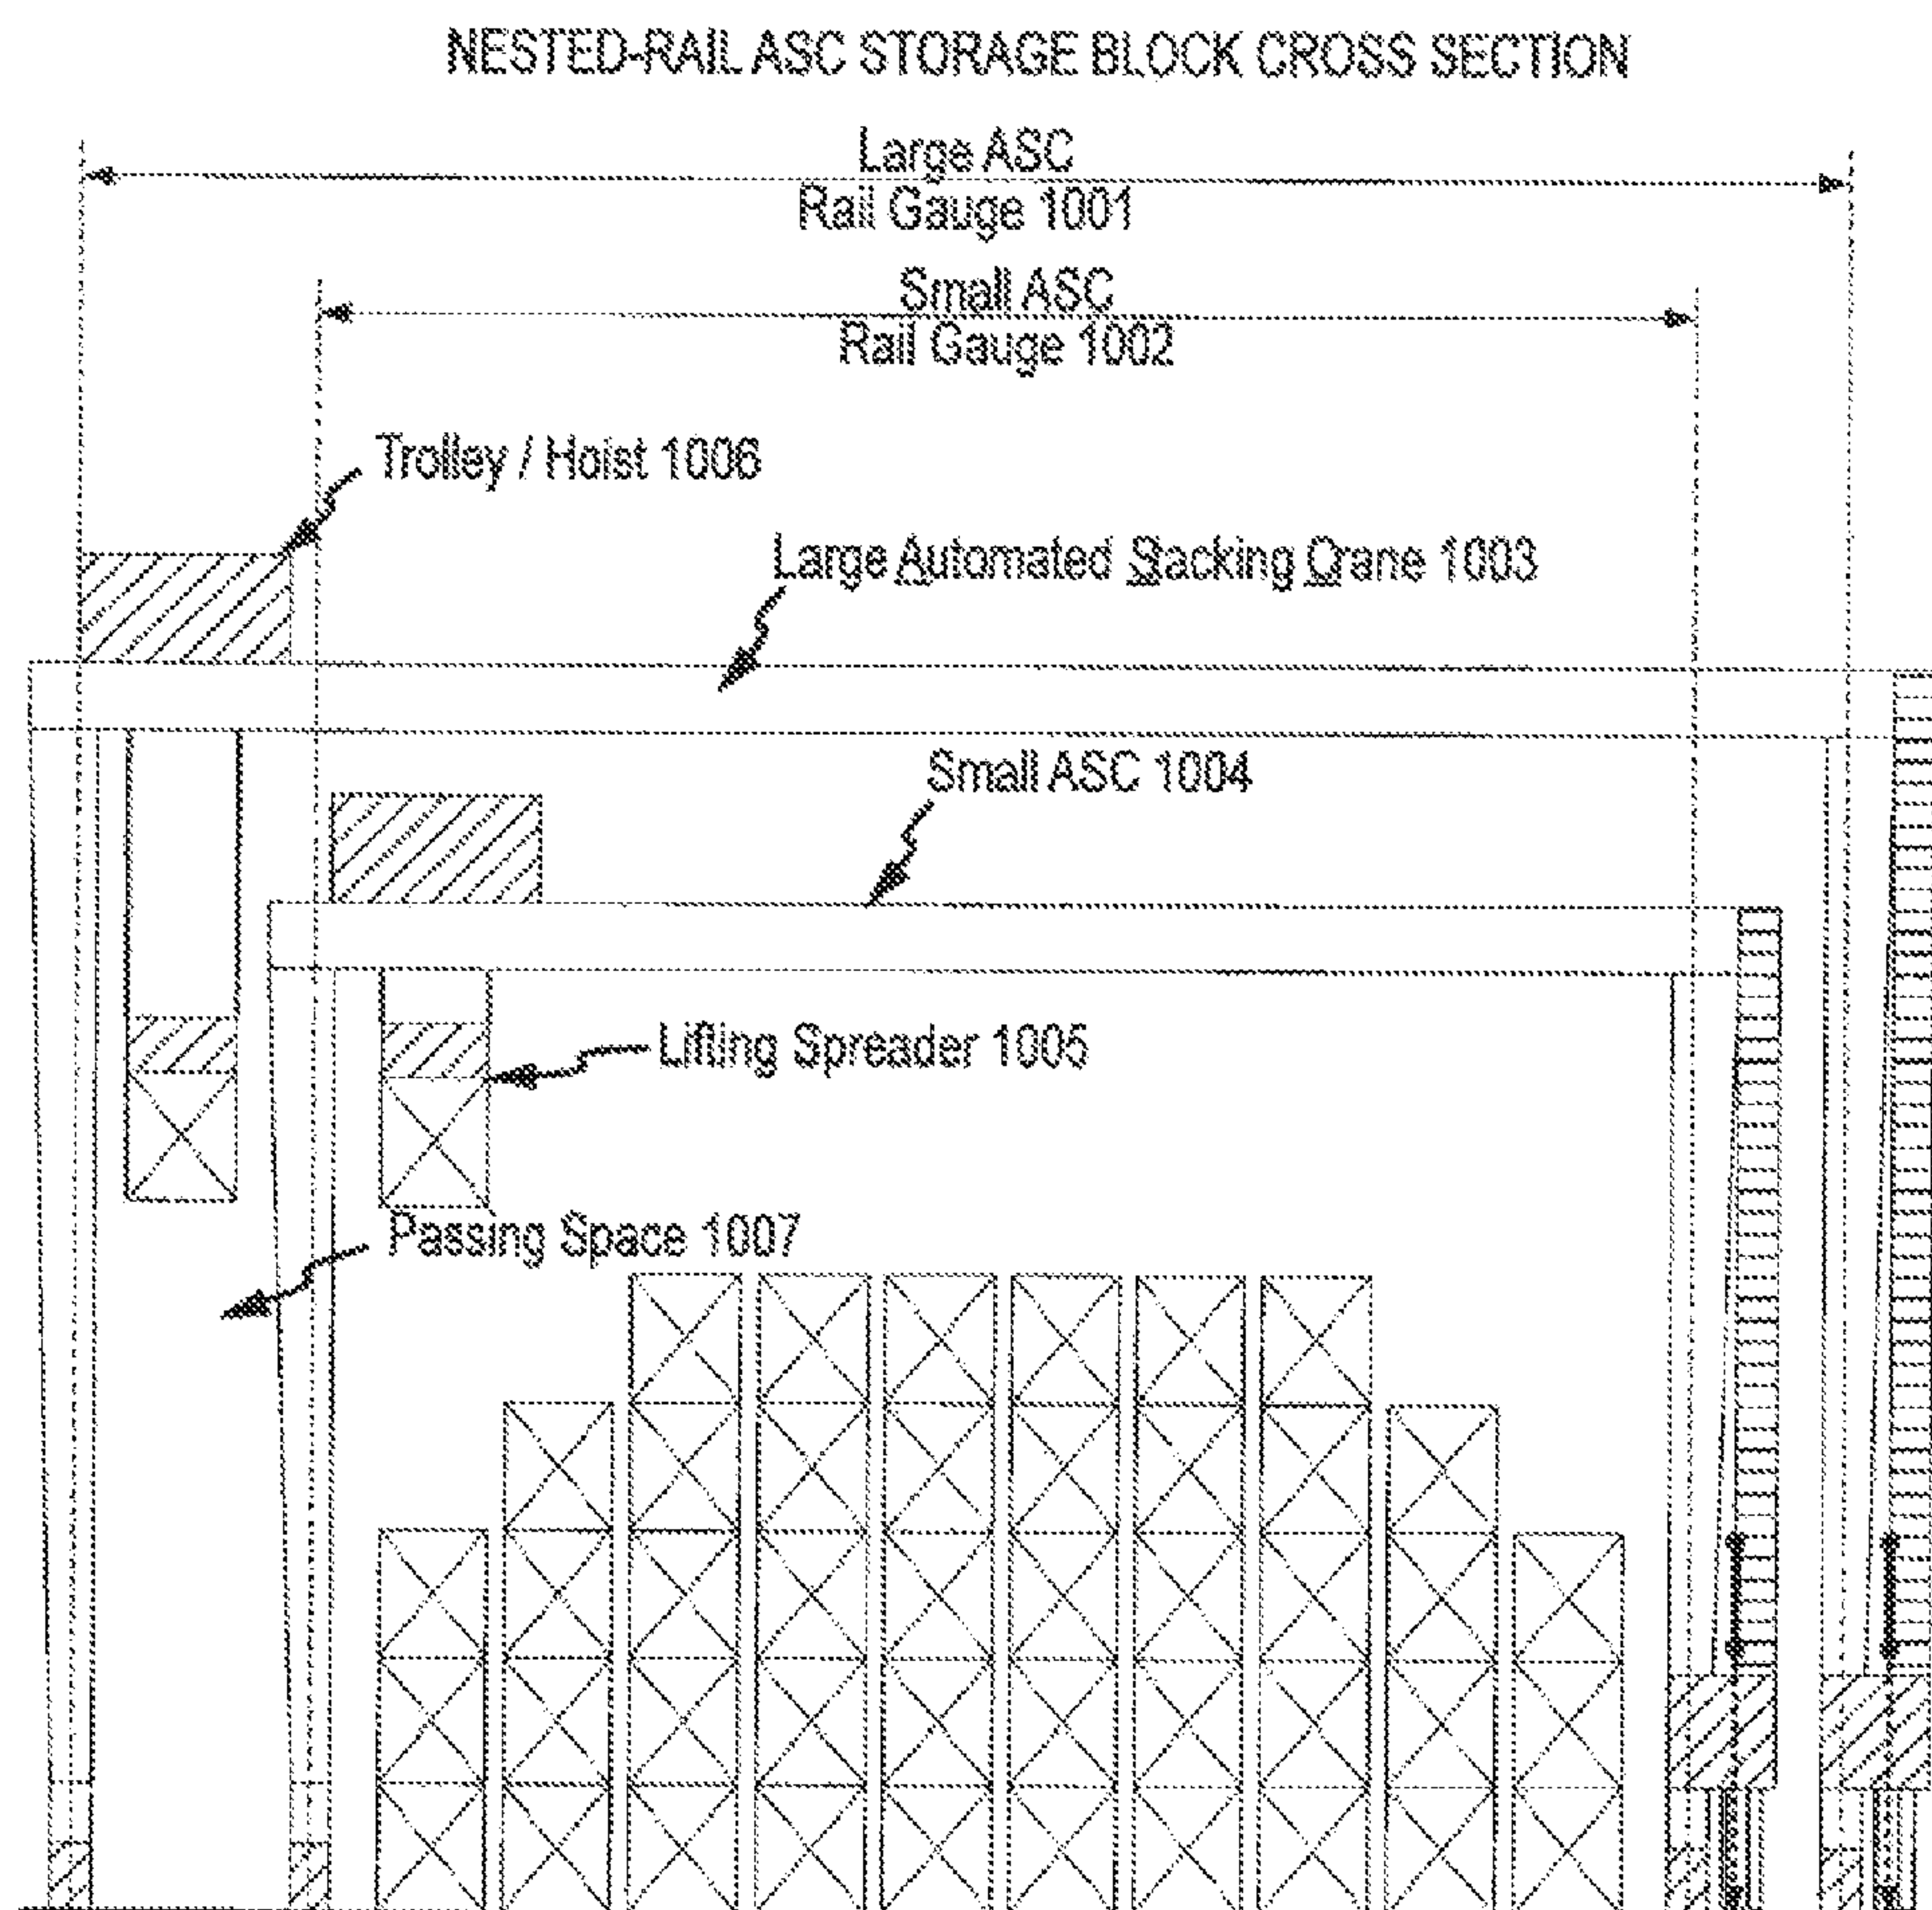 NESTED-RAIL ASC STORAGE BLOCK CROSS SECTION
Large ASC
Rail Gauge 1001
Small ASC
Rail Gauge 1002
Trolley / Hoist 1006
Large Automated Stacking Crane 1003
Small ASC 1004
Lifting Spreader 1005
Passing Space 1007